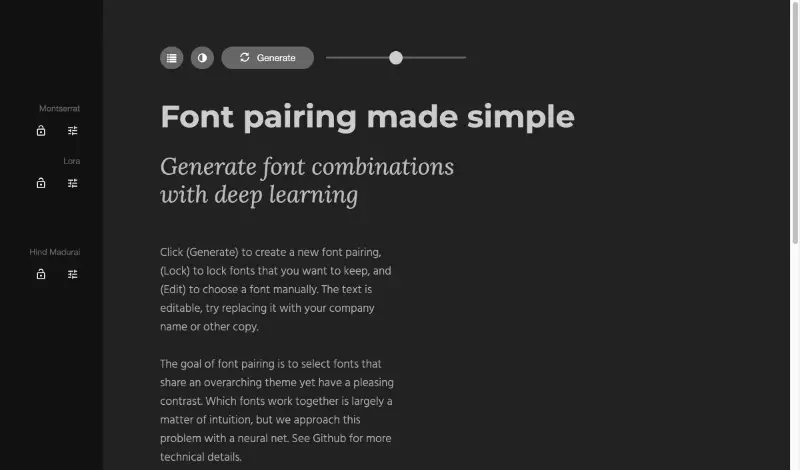 Generate
Montserrat
Font pairing made simple
Lora
Generate font combinations
with deep learning
Hind Madurai
Click (Generate) to create a new font pairing,
(Lock) to lock fonts that you want to keep, and
(Edit) to choose a font manually. The text is
editable, try replacing it with your company
name or other copy.
The goal of font pairing is to select fonts that
share an overarching theme yet have a pleasing
contrast. Which fonts work together is largely a
matter of intuition, but we approach this
problem with a neural net. See Github for more
technical details.